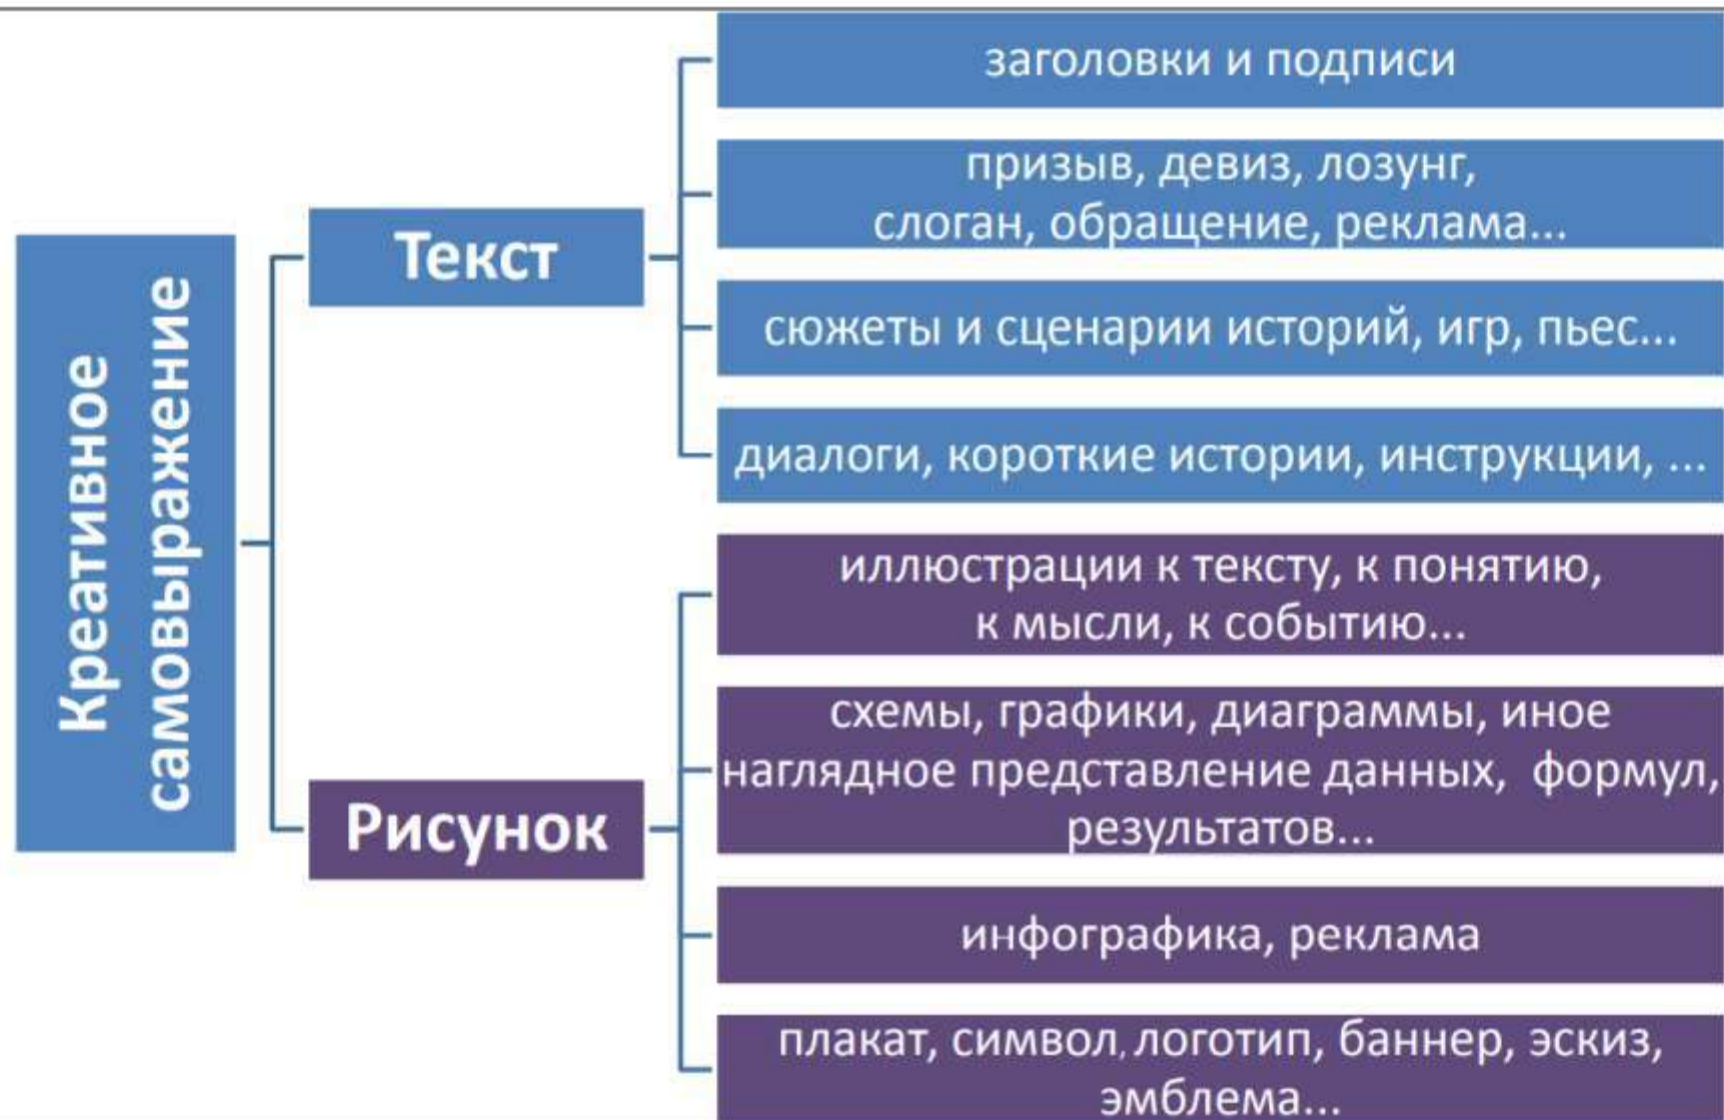 Креативное
самовыражение
Текст
заголовки и подписи
призыв, девиз, лозунг,
слоган, обращение, реклама...
сюжеты и сценарии историй, игр, пьес...
диалоги, короткие истории, инструкции, ...
Рисунок
иллюстрации к тексту, к понятию,
к мысли, к событию...
схемы, графики, диаграммы, иное
наглядное представление данных, формул,
результатов...
инфографика, реклама
плакат, символ, логотип, баннер, эскиз,
эмблема...